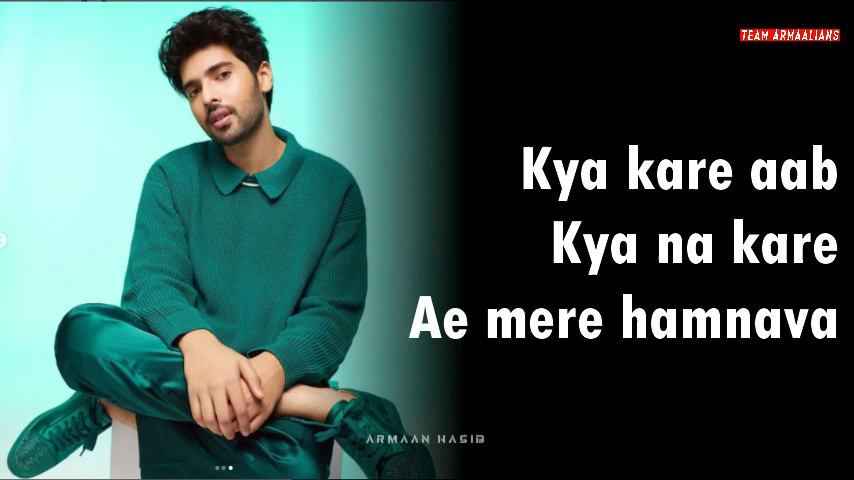 TEAM ARMAALIANS
Kya kare aab
Kya na kare
Ae mere hamnava
ARMAAN HASIB